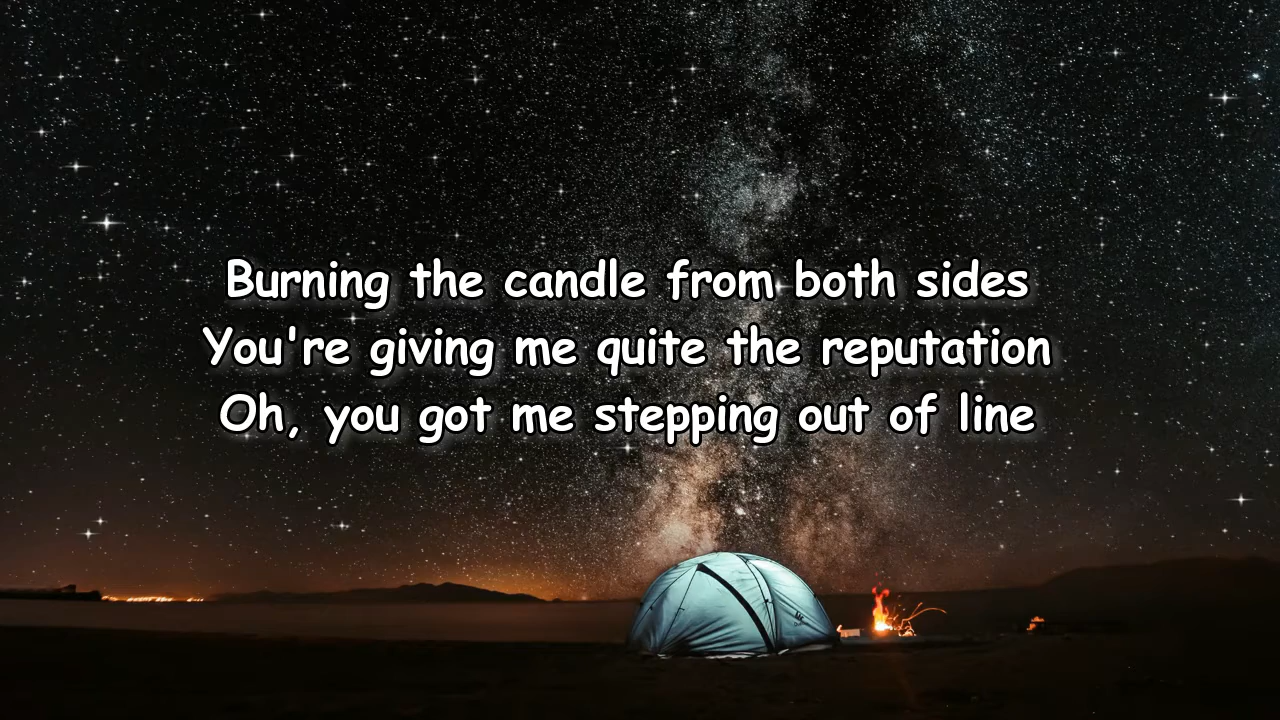 Burning the candle from both sides
You're giving me quite the reputation
Oh, you got me stepping out of line